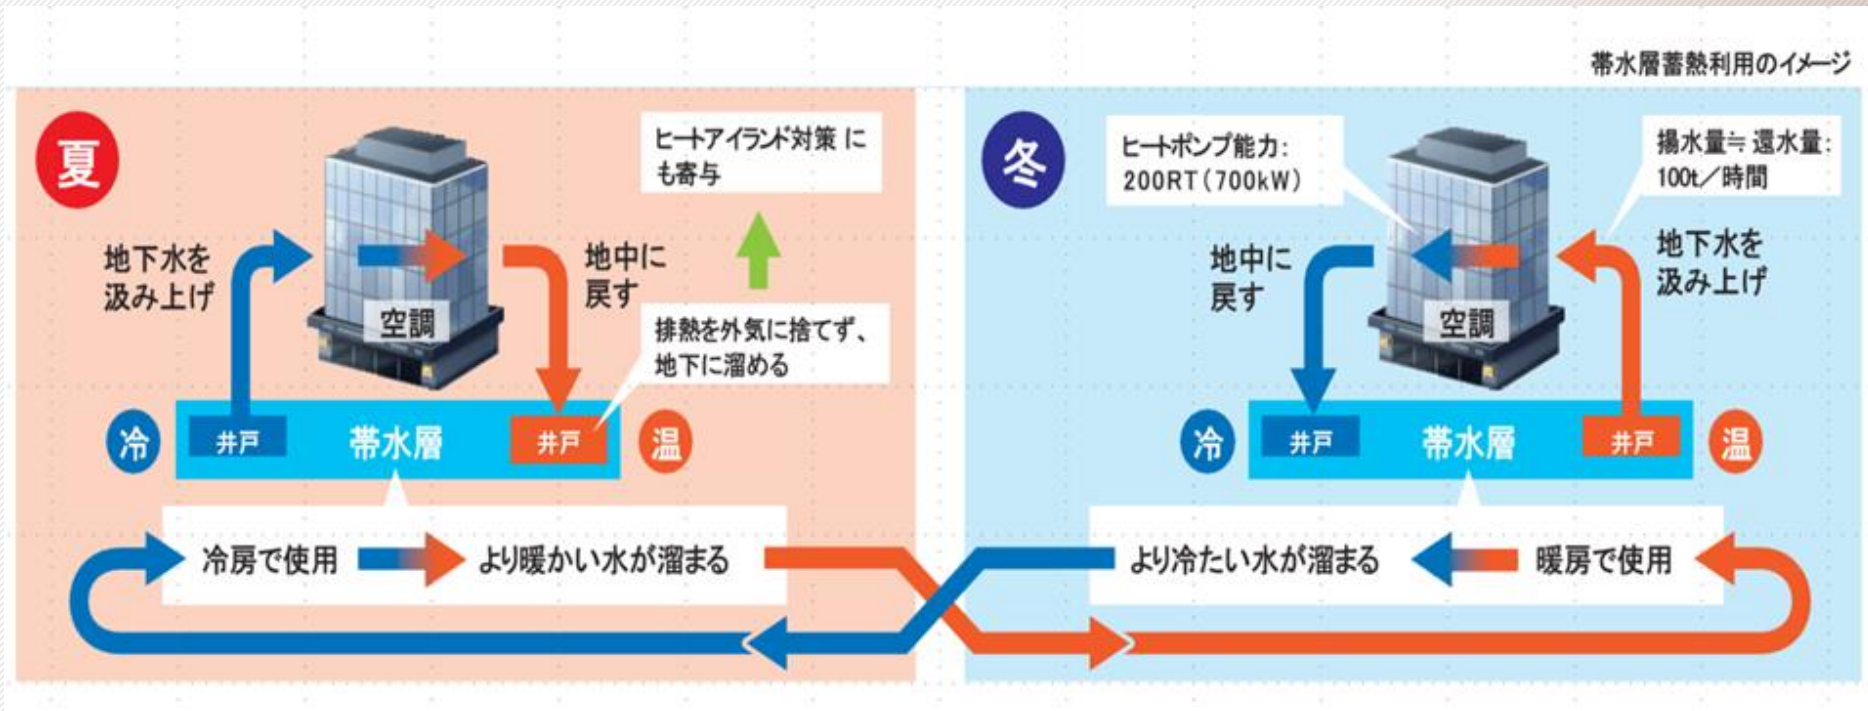 帯水層蓄熱利用のイメージ
夏
ヒートアイランド対策 に
も寄与
地下水を
汲み上げ
空調
地中に
戻す
排熱を外気に捨てず、
地下に溜める
冷
井戸
帯水層
井戸
温
冷房で使用
より暖かい水が溜まる
冬
ヒートポンプ能力:
200RT(700kW)
揚水量≒還水量:
100t/時間
地中に
戻す
空調
地下水を
汲み上げ
冷
井戸
帯水層
井戸
温
より冷たい水が溜まる
暖房で使用